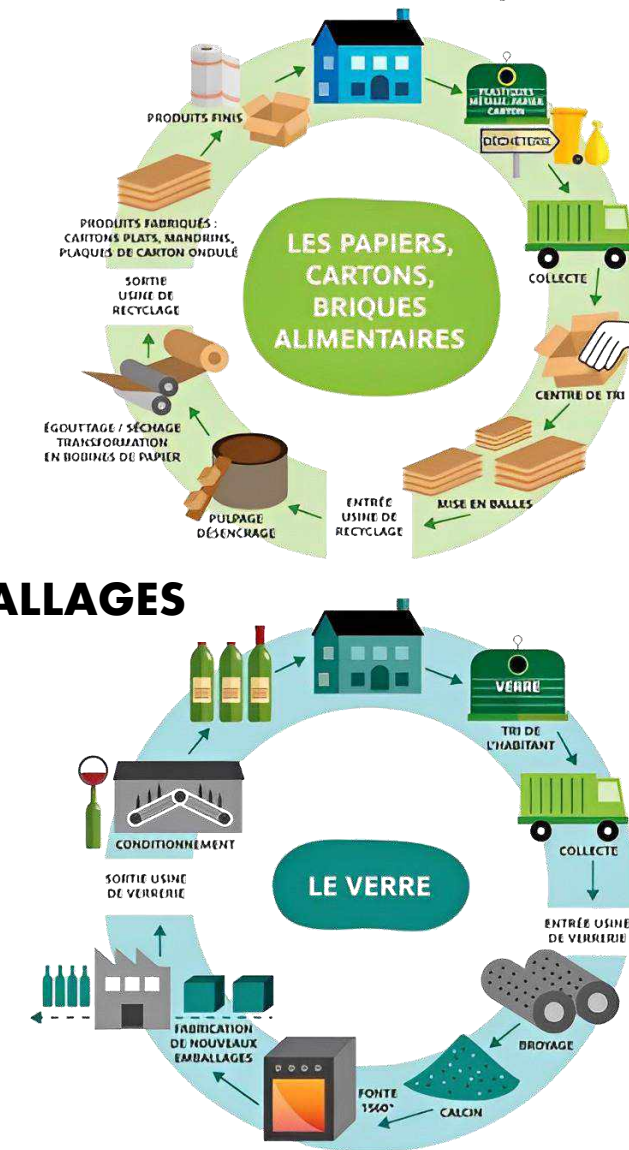 PLASTIQUES
MÉTAUX, PAPIER
CARTON
DÉCHÈTERIE
PRODUITS FINIS
PRODUITS FABRIQUÉS :
CARTONS PLATS, MANDRINS,
PLAQUES DE CARTON ONDULÉ
LES PAPIERS,
CARTONS,
BRIQUES
ALIMENTAIRES
COLLECTE
SORTIE
USINE DE
RECYCLAGE
CENTRE DE TRI
ÉGOUTTAGE / SÉCHAGE
TRANSFORMATION
EN BOBINES DE PAPIER
PULPAGE
DÉSENCRAGE
ENTRÉE
USINE DE
RECYCLAGE
MISE EN BALLES
ALLAGES
VERRE
TRI DE
L'HABITANT
CONDITIONNEMENT
COLLECTE
SORTIE USINE
DE VERRERIE
LE VERRE
ENTRÉE USINE
DE VERRERIE
FABRICATION
DE NOUVEAUX
EMBALLAGES
BROYAGE
FONTE
1560°
CALCIN